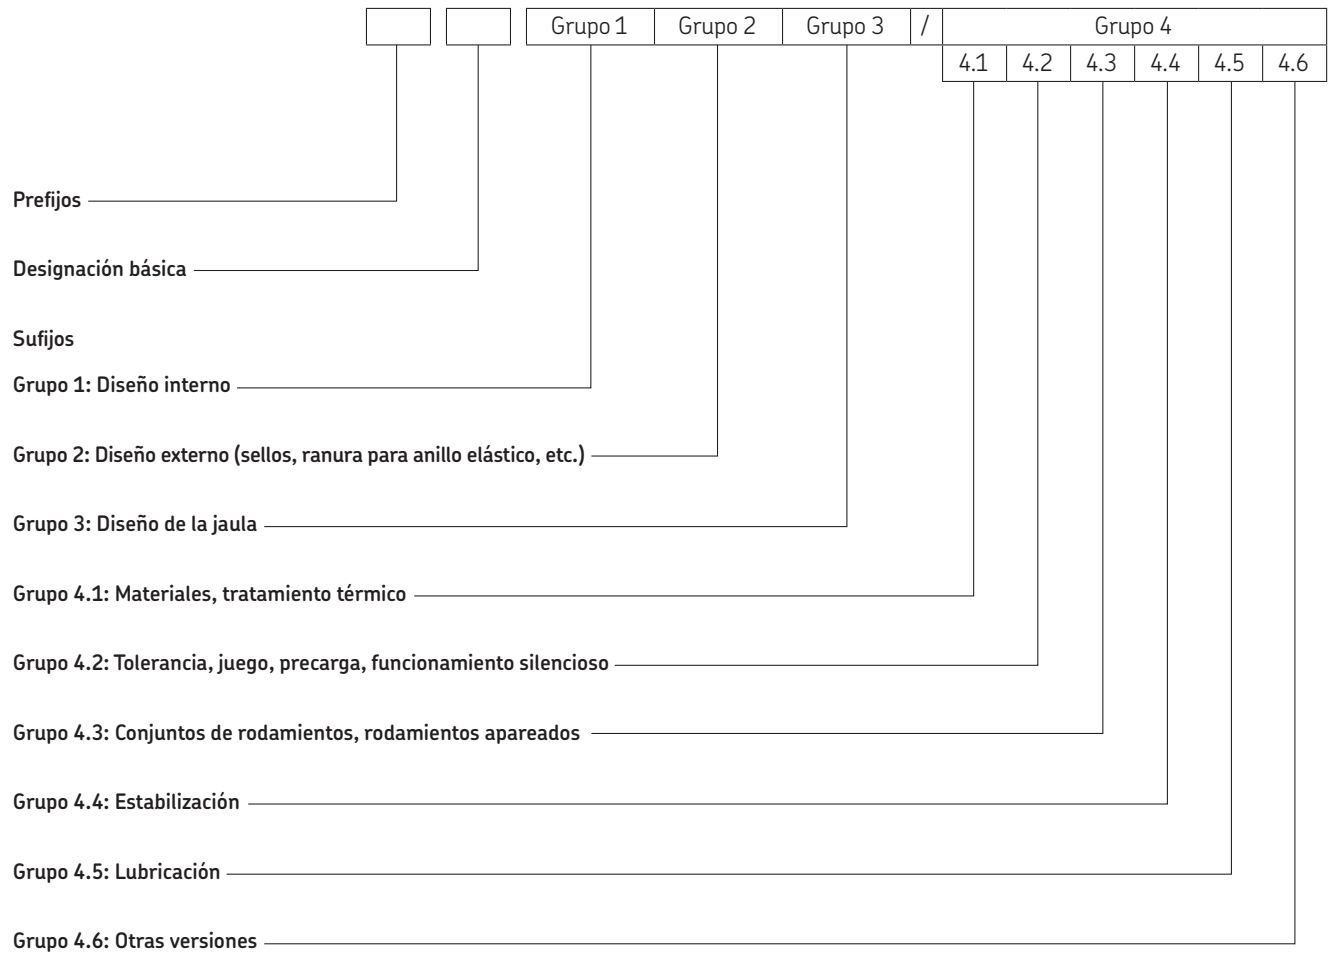 Grupo 1 Grupo 2 Grupo 3 / Grupo 4
4.1 4.2 4.3 4.4 4.5 4.6
Prefijos
Designación básica
Sufijos
Grupo 1: Diseño interno
Grupo 2: Diseño externo (sellos, ranura para anillo elástico, etc.)
Grupo 3: Diseño de la jaula
Grupo 4.1: Materiales, tratamiento térmico
Grupo 4.2: Tolerancia, juego, precarga, funcionamiento silencioso
Grupo 4.3: Conjuntos de rodamientos, rodamientos apareados
Grupo 4.4: Estabilización
Grupo 4.5: Lubricación
Grupo 4.6: Otras versiones